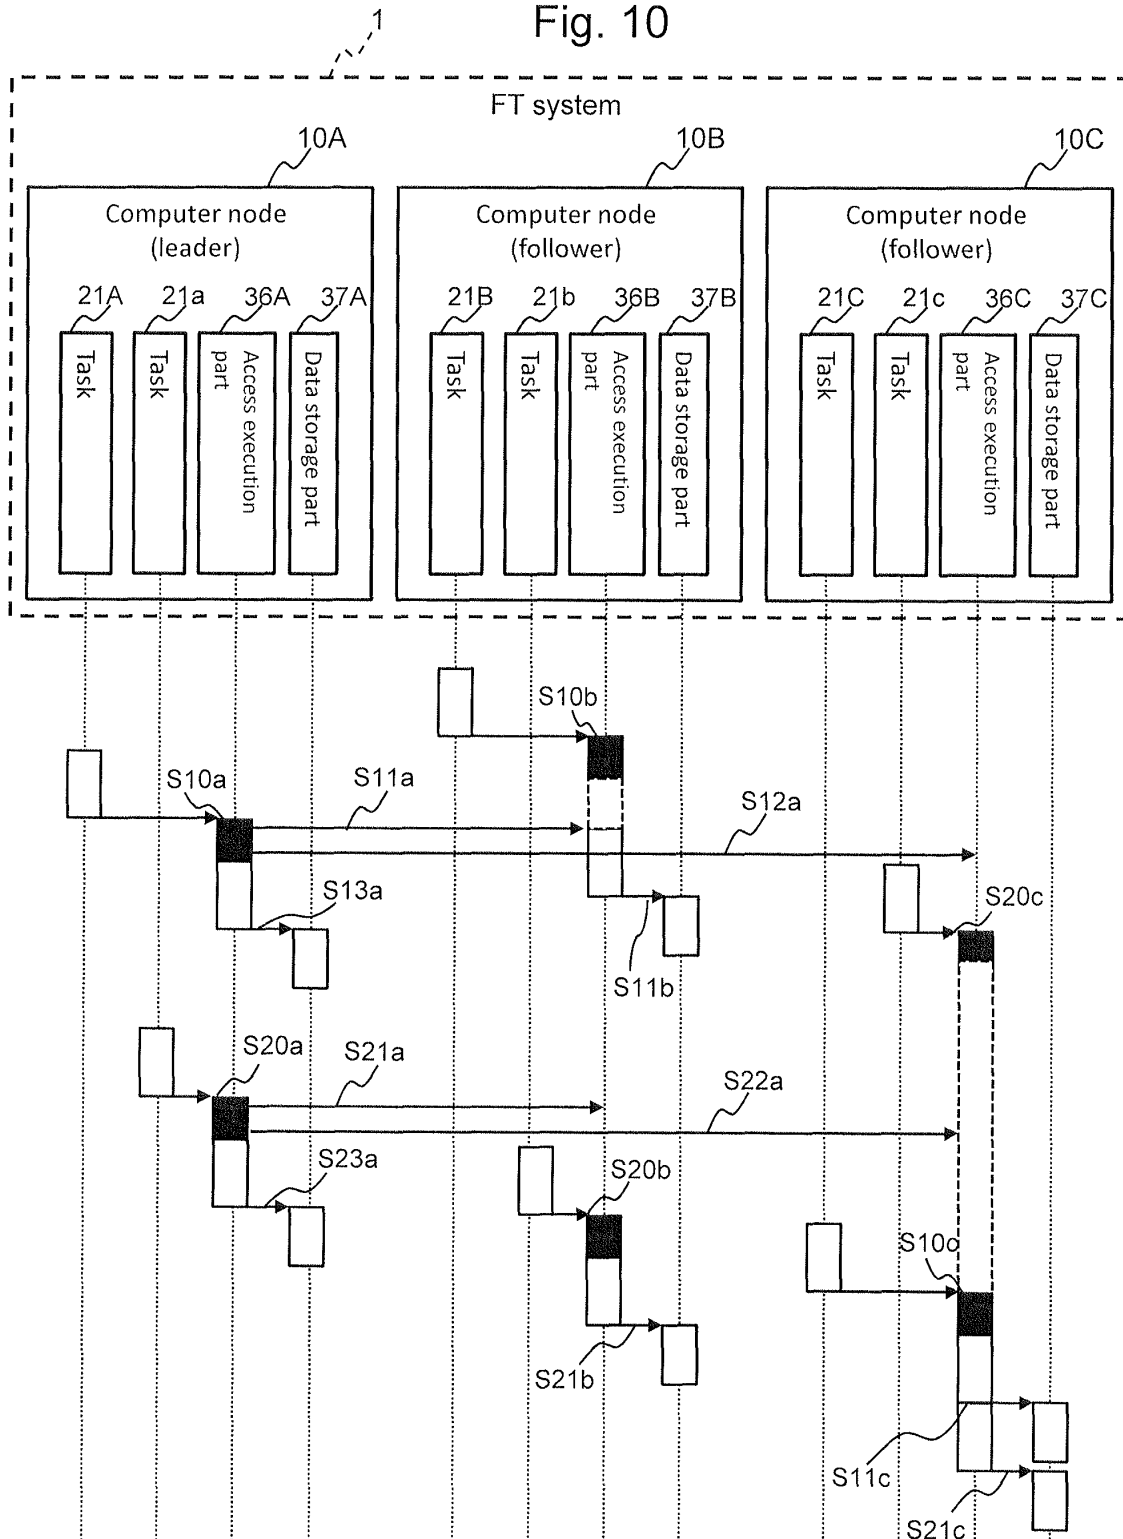 Fig. 10
1
FT system
10A
10B
10C
Computer node
(leader)
Computer node
(follower)
Computer node
(follower)
21A
21a
36A
37A
21B
21b
36B
37B
21C
21c
36C
37C
Task
Task
Access execution
part
Data storage part
Task
Task
Access execution
part
Data storage part
Task
Task
Access execution
part
Data storage part
S10b
S10a
S11a
S12a
S13a
S20c
S11b
S20a
S21a
S22a
S23a
S20b
S10c
S21b
S11c
S21c